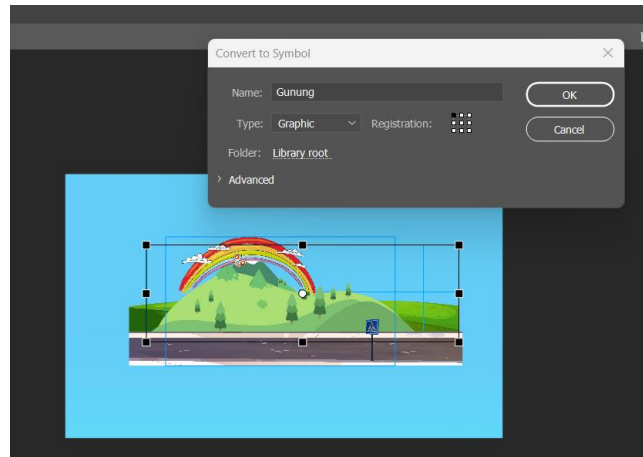 Convert to Symbol
Name: Gunung
OK
Type: Graphic Registration:
Cancel
Folder: Library root
Advanced